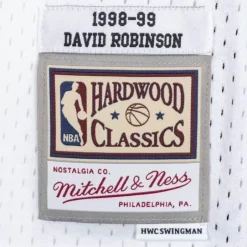 1998-99
DAVID ROBINSON
HARDWOOD
NBA
CLASSICS
NOSTALGIA CO.
Mitchell & Ness
PHILADELPHIA, PA.
HWC SWINGMAN